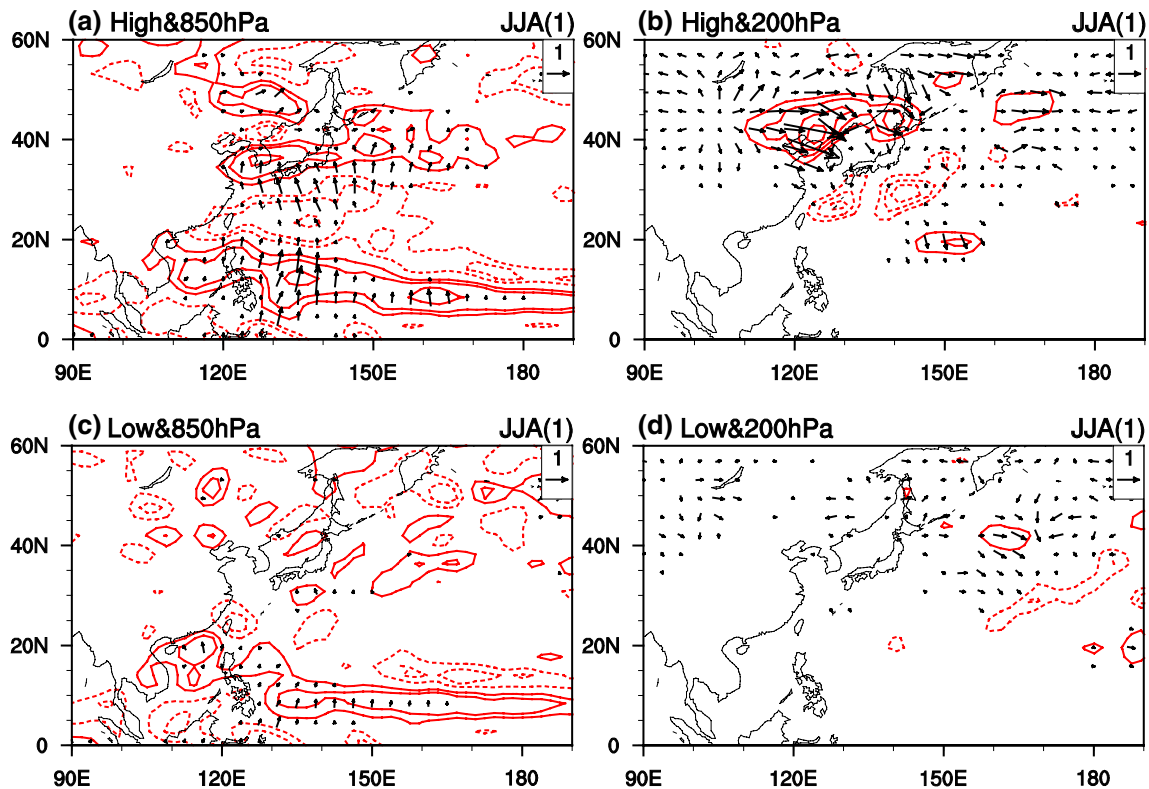 (a) High&850hPa JJA(1)
(b) High&200hPa JJA(1)
60N 1 60N 1
40N 40N
20N 20N
0 0
90E 120E 150E 180 90E 120E 150E 180
(c) Low&850hPa JJA(1)
(d) Low&200hPa JJA(1)
60N 1 60N 1
40N 40N
20N 20N
0 0
90E 120E 150E 180 90E 120E 150E 180